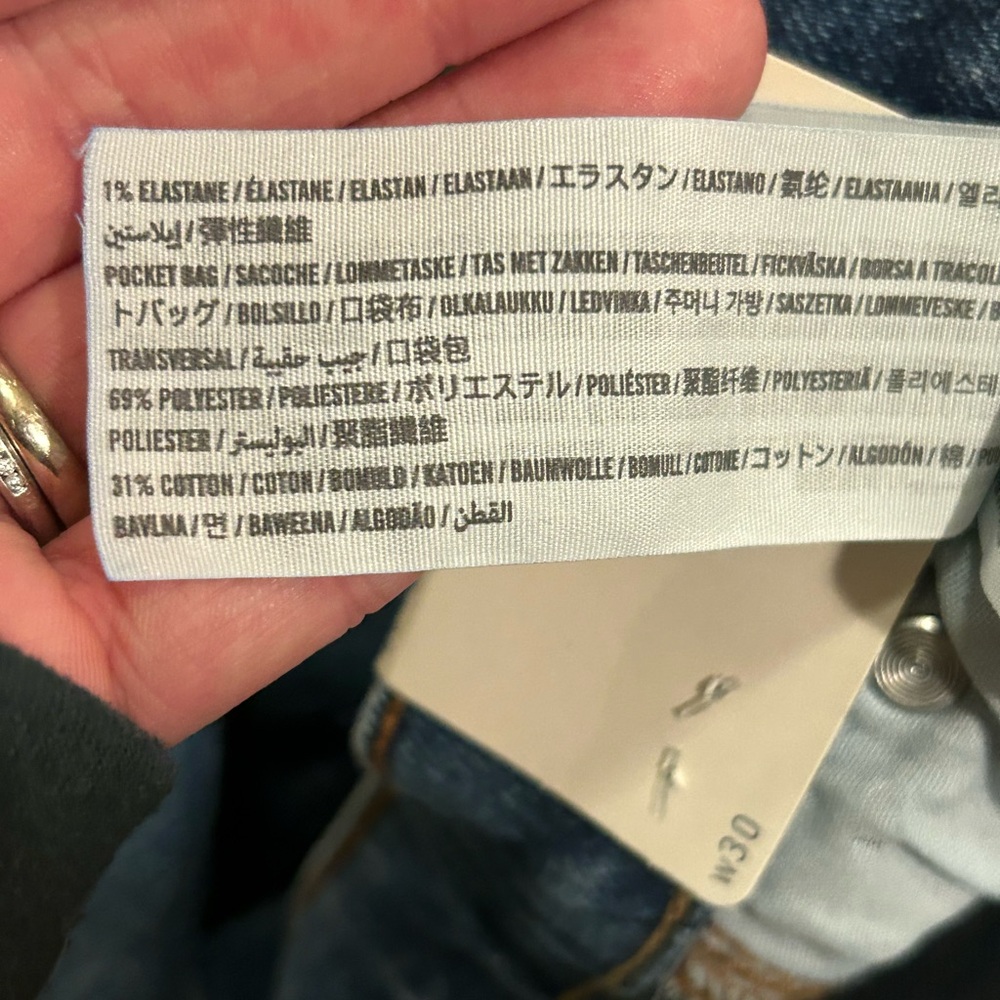 1% ELASTANE / ÉLASTANE / ELASTAN / ELASTAAN / エラスタン / ELASTANO / 氨纶 / ELASTAANIA / 엘라
إيلاستين / 彈性纖維
POCKET BAG / SACOCHE / LOMMETASKE / TAS MET ZAKKEN / TASCHENBEUTEL / FICKVÄSKA / BORSA A TRACOL
トバッグ / BOLSILLO / 口袋布 / OLKALAUKKU / LEDVINKA / 주머니 가방 / SASZETKA / LOMMEVESKE /
TRANSVERSAL / جيب حقيبة / 口袋包
69% POLYESTER / POLIESTERE / ポリエステル / POLIÉSTER / 聚酯纤维 / POLYESTERIÄ / 폴리에스테
POLIESTER / البوليستر / 聚酯纖維
31% COTTON / COTON / BOMULD / KATOEN / BAUMWOLLE / BOMULL / COTONE / コットン / ALGODÓN / 棉 /
BAVLNA / 면 / BAWEŁNA / ALGODÃO / القطن
W30